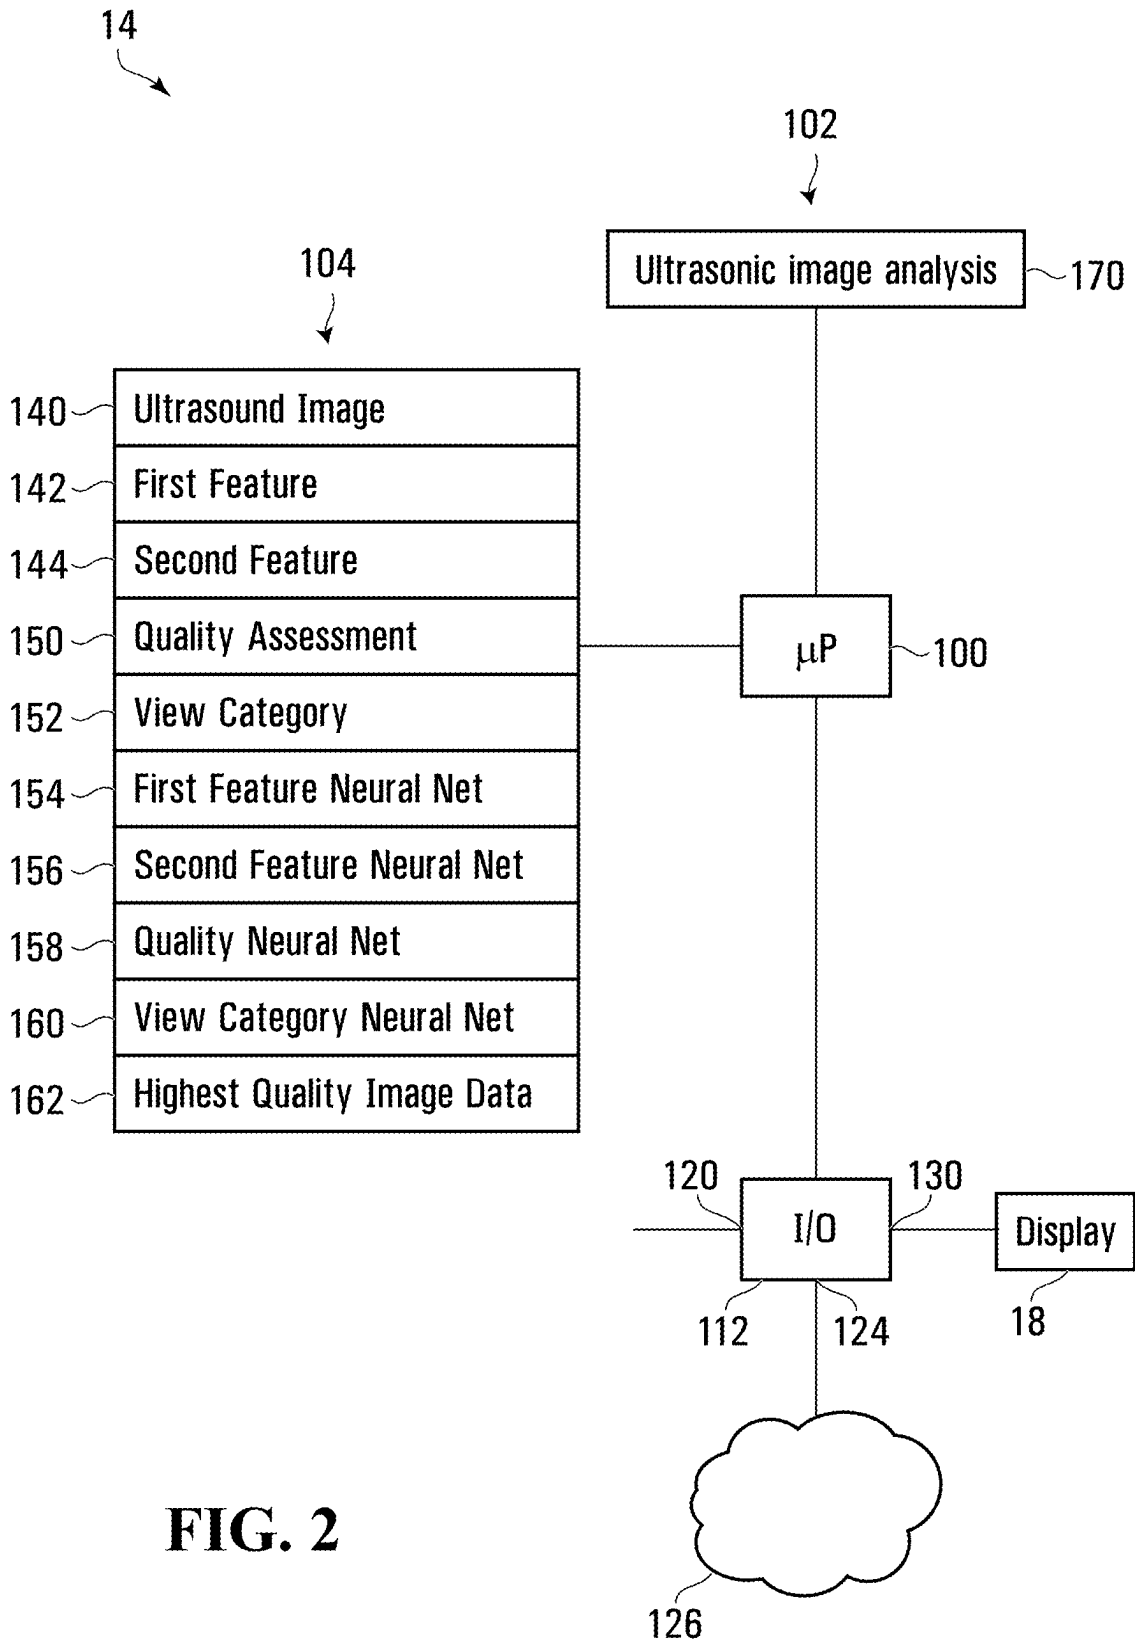 14
102
Ultrasonic image analysis 170
104
140 Ultrasound Image
142 First Feature
144 Second Feature
150 Quality Assessment
µP 100
152 View Category
154 First Feature Neural Net
156 Second Feature Neural Net
158 Quality Neural Net
160 View Category Neural Net
162 Highest Quality Image Data
120 130
I/O Display
112 124 18
FIG. 2
126